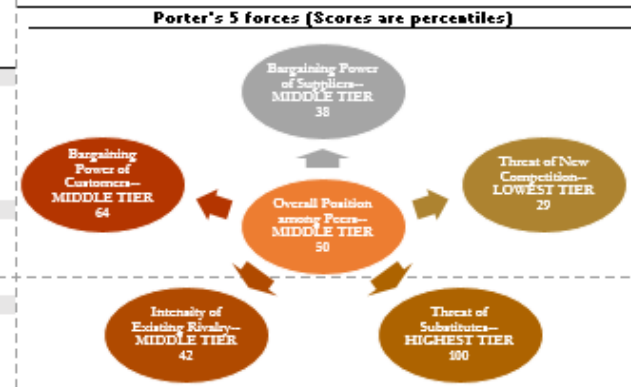 Porter's 5 forces (Scores are percentiles)
Bargaining Power
of Suppliers--
MIDDLE TIER
38
Bargaining
Power of
Customers--
MIDDLE TIER
64
Threat of New
Competition--
LOWEST TIER
29
Overall Position
among Peers--
MIDDLE TIER
50
Intensity of
Existing Rivalry--
MIDDLE TIER
42
Threat of
Substitutes--
HIGHEST TIER
100